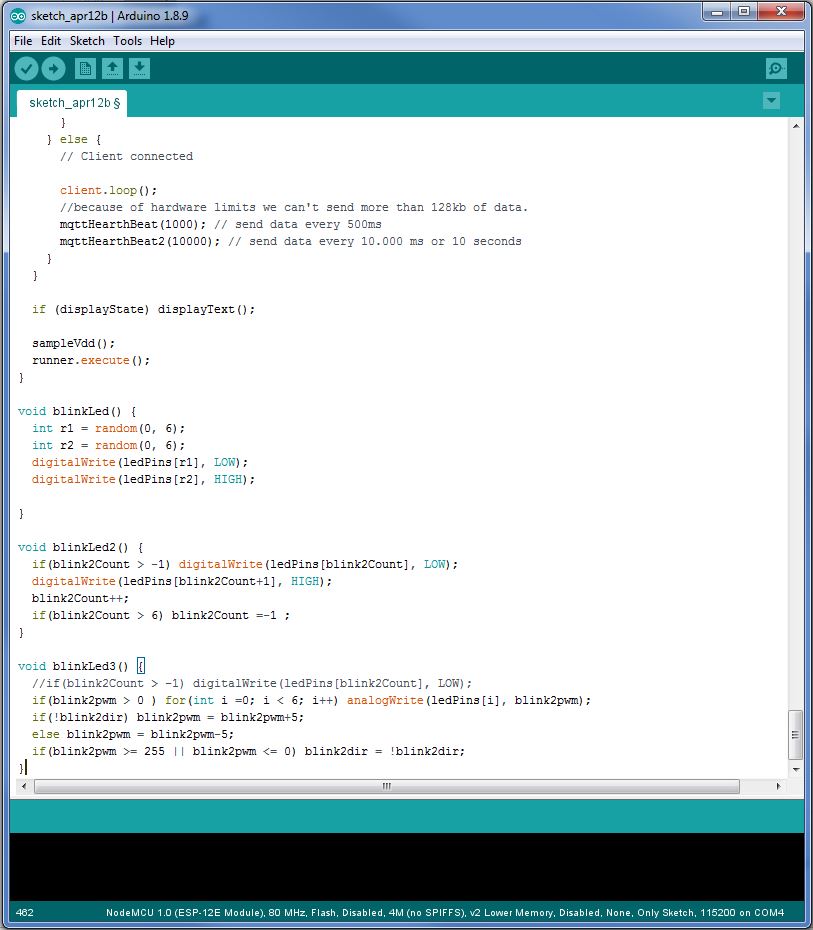 sketch_apr12b | Arduino 1.8.9
File Edit Sketch Tools Help
sketch_apr12b §
      }
    } else {
      // Client connected
      client.loop();
      //because of hardware limits we can't send more than 128kb of data.
      mqttHearthBeat(1000); // send data every 500ms
      mqttHearthBeat2(10000); // send data every 10.000 ms or 10 seconds
    }
  }
  if (displayState) displayText();
  sampleVdd();
  runner.execute();
}
void blinkLed() {
  int r1 = random(0, 6);
  int r2 = random(0, 6);
  digitalWrite(ledPins[r1], LOW);
  digitalWrite(ledPins[r2], HIGH);
}
void blinkLed2() {
  if(blink2Count > -1) digitalWrite(ledPins[blink2Count], LOW);
  digitalWrite(ledPins[blink2Count+1], HIGH);
  blink2Count++;
  if(blink2Count > 6) blink2Count =-1 ;
}
void blinkLed3() {
  //if(blink2Count > -1) digitalWrite(ledPins[blink2Count], LOW);
  if(blink2pwm > 0 ) for(int i =0; i < 6; i++) analogWrite(ledPins[i], blink2pwm);
  if(!blink2dir) blink2pwm = blink2pwm+5;
  else blink2pwm = blink2pwm-5;
  if(blink2pwm >= 255 || blink2pwm <= 0) blink2dir = !blink2dir;
}
462 NodeMCU 1.0 (ESP-12E Module), 80 MHz, Flash, Disabled, 4M (no SPIFFS), v2 Lower Memory, Disabled, None, Only Sketch, 115200 on COM4